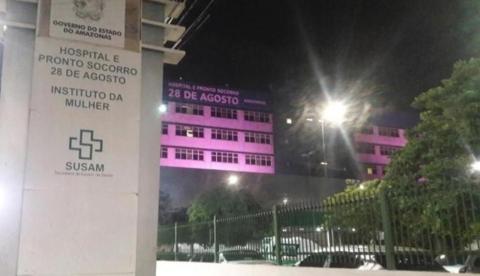 GOVERNO DO ESTADO
DO AMAZONAS
HOSPITAL E
PRONTO SOCORRO
28 DE AGOSTO
INSTITUTO DA
MULHER
SUSAM
HOSPITAL E PRONTO SOCORRO
28 DE AGOSTO